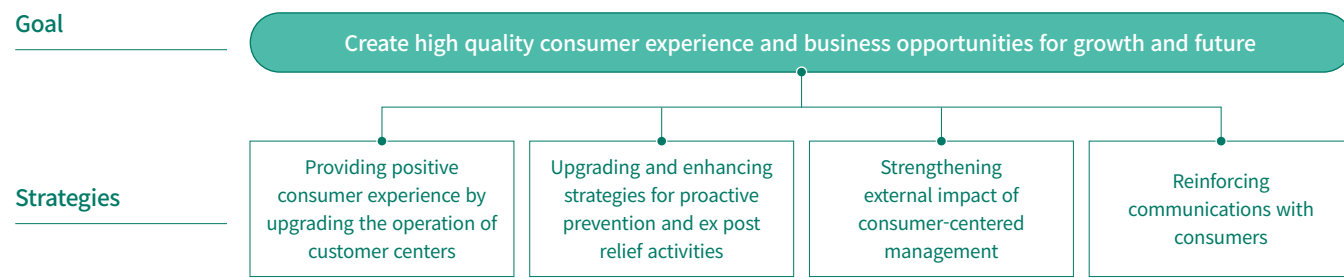 Goal
Create high quality consumer experience and business opportunities for growth and future
Strategies
Providing positive
consumer experience by
upgrading the operation of
customer centers
Upgrading and enhancing
strategies for proactive
prevention and ex post
relief activities
Strengthening
external impact of
consumer-centered
management
Reinforcing
communications with
consumers